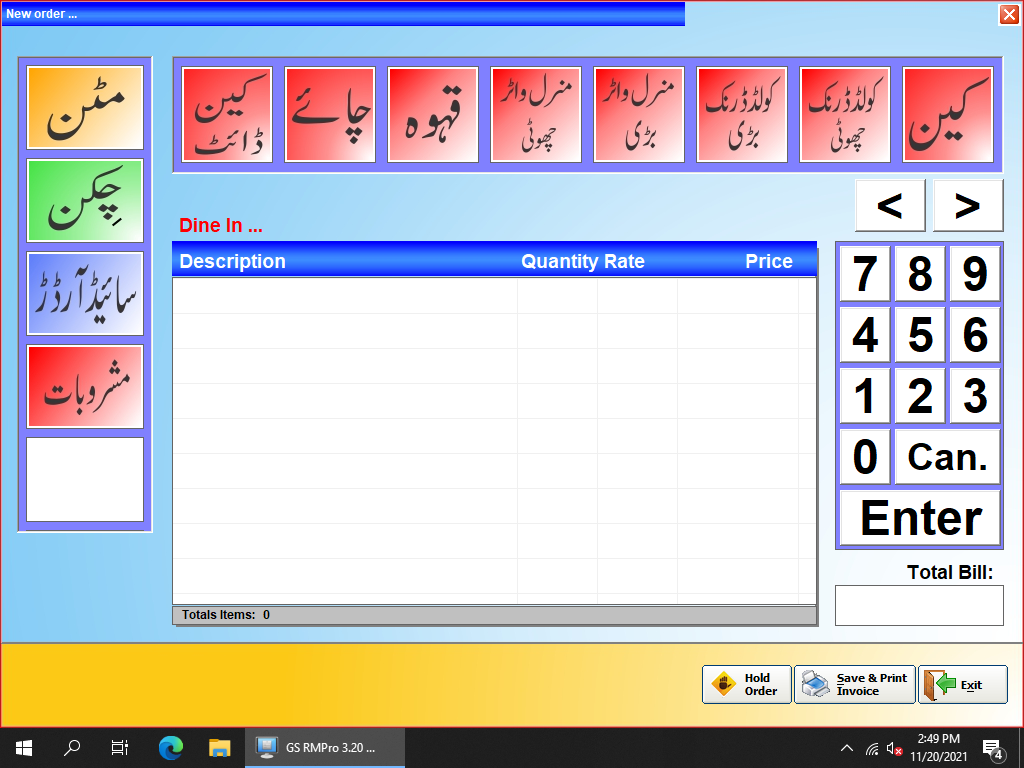 New order ...
مٹن
چِکن
سائیڈ آرڈڑ
مشروبات
کین
ڈائٹ
چائے
قہوہ
منرل واٹر
چھوٹی
منرل واٹر
بڑی
کولڈ ڈرنک
بڑی
کولڈ ڈرنک
چھوٹی
کین
< >
Dine In ...
Description Quantity Rate Price
7 8 9
4 5 6
1 2 3
0 Can.
Enter
Totals Items: 0
Total Bill:
Hold
Order
Save & Print
Invoice
Exit
GS RMPro 3.20 ...
2:49 PM
11/20/2021
4